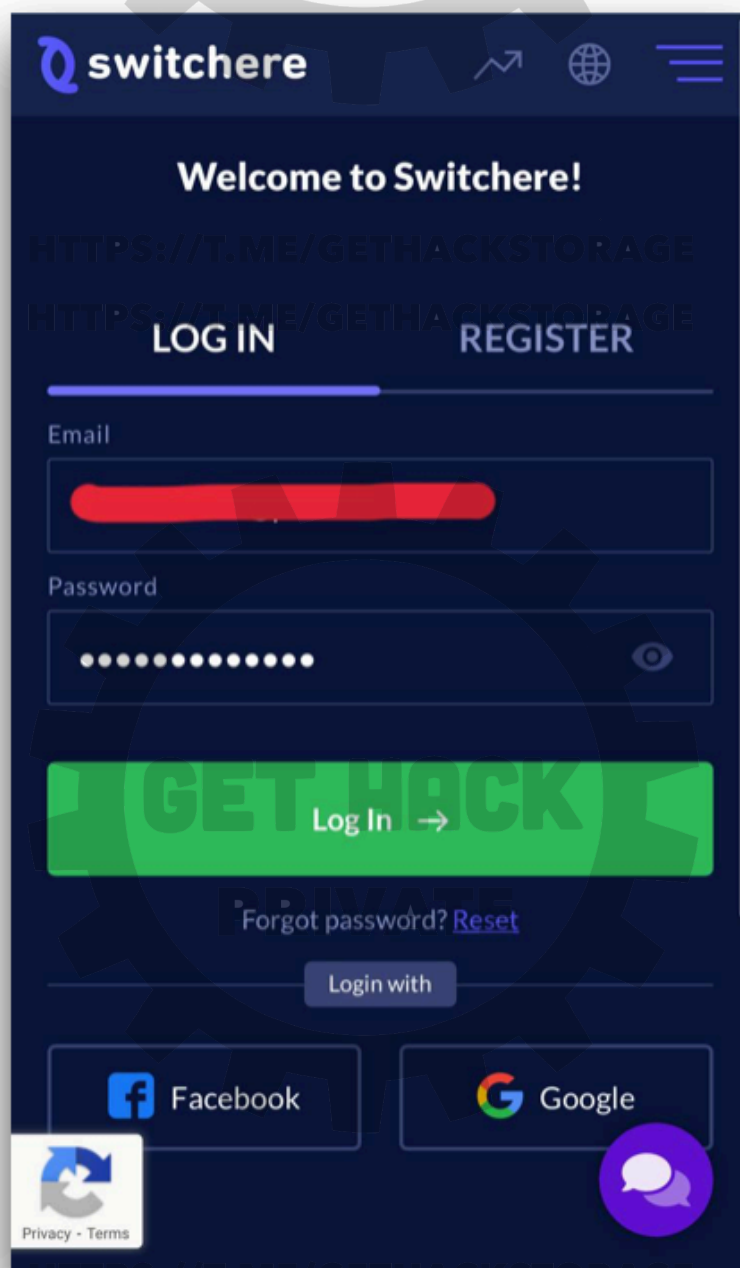 switchere
Welcome to Switchere!
HTTPS://T.ME/GETHACKSTORAGE
HTTPS://T.ME/GETHACKSTORAGE
LOG IN REGISTER
Email
Password
GET HACK
Log In →
PRIVATE
Forgot password? Reset
Login with
Facebook Google
Privacy - Terms